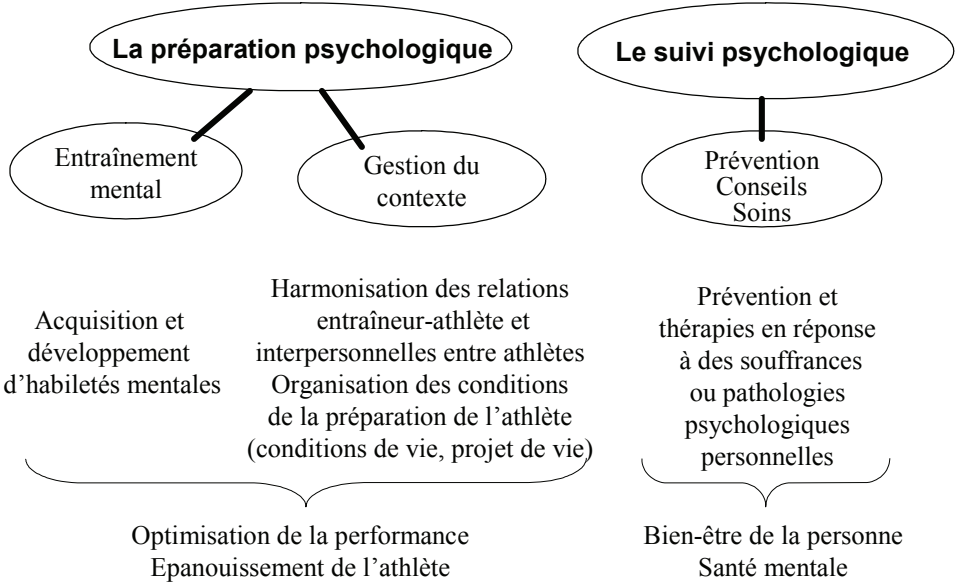 La préparation psychologique
Le suivi psychologique
Entraînement
mental
Gestion du
contexte
Prévention
Conseils
Soins
Acquisition et
développement
d'habiletés mentales
Harmonisation des relations
entraîneur-athlète et
interpersonnelles entre athlètes
Organisation des conditions
de la préparation de l'athlète
(conditions de vie, projet de vie)
Prévention et
thérapies en réponse
à des souffrances
ou pathologies
psychologiques
personnelles
Optimisation de la performance
Epanouissement de l'athlète
Bien-être de la personne
Santé mentale